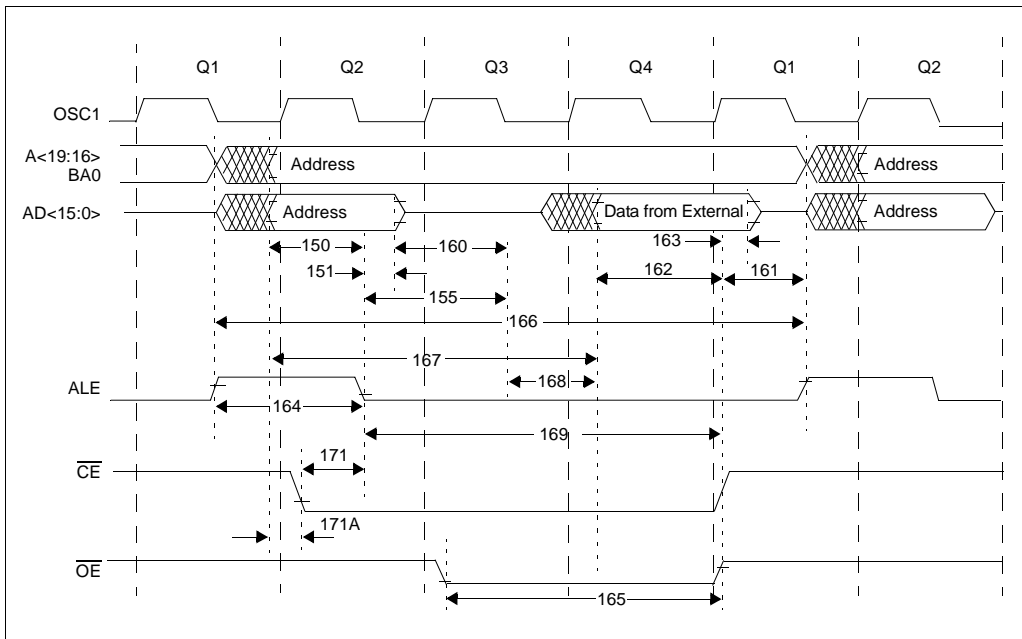 Q1 Q2 Q3 Q4 Q1 Q2
OSC1
A<19:16>
BA0
Address Address
AD<15:0>
Address Data from External Address
150 160 163
151 162 161
155
166
167
ALE
168
164
169
171
CE
171A
OE
165